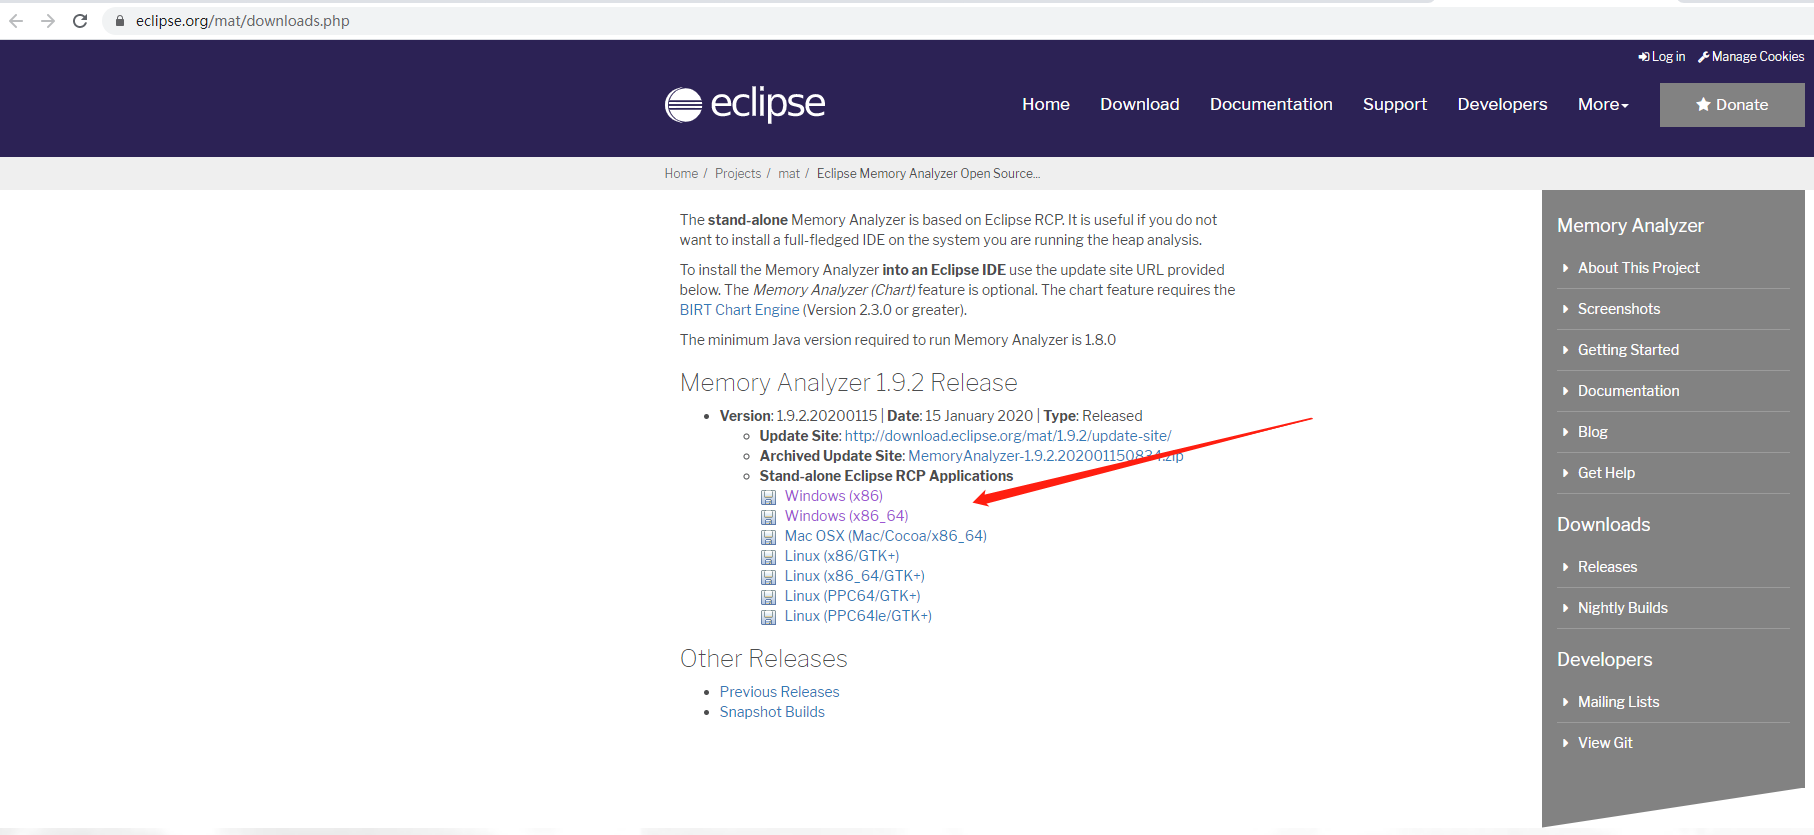 eclipse.org/mat/downloads.php
Log in Manage Cookies
eclipse
Home Download Documentation Support Developers More Donate
Home / Projects / mat / Eclipse Memory Analyzer Open Source...
The stand-alone Memory Analyzer is based on Eclipse RCP. It is useful if you do not
want to install a full-fledged IDE on the system you are running the heap analysis.
To install the Memory Analyzer into an Eclipse IDE use the update site URL provided
below. The Memory Analyzer (Chart) feature is optional. The chart feature requires the
BIRT Chart Engine (Version 2.3.0 or greater).
The minimum Java version required to run Memory Analyzer is 1.8.0
Memory Analyzer 1.9.2 Release
Version: 1.9.2.20200115 | Date: 15 January 2020 | Type: Released
Update Site: http://download.eclipse.org/mat/1.9.2/update-site/
Archived Update Site: MemoryAnalyzer-1.9.2.202001150834.zip
Stand-alone Eclipse RCP Applications
Windows (x86)
Windows (x86_64)
Mac OSX (Mac/Cocoa/x86_64)
Linux (x86/GTK+)
Linux (x86_64/GTK+)
Linux (PPC64/GTK+)
Linux (PPC64le/GTK+)
Other Releases
Previous Releases
Snapshot Builds
Memory Analyzer
About This Project
Screenshots
Getting Started
Documentation
Blog
Get Help
Downloads
Releases
Nightly Builds
Developers
Mailing Lists
View Git